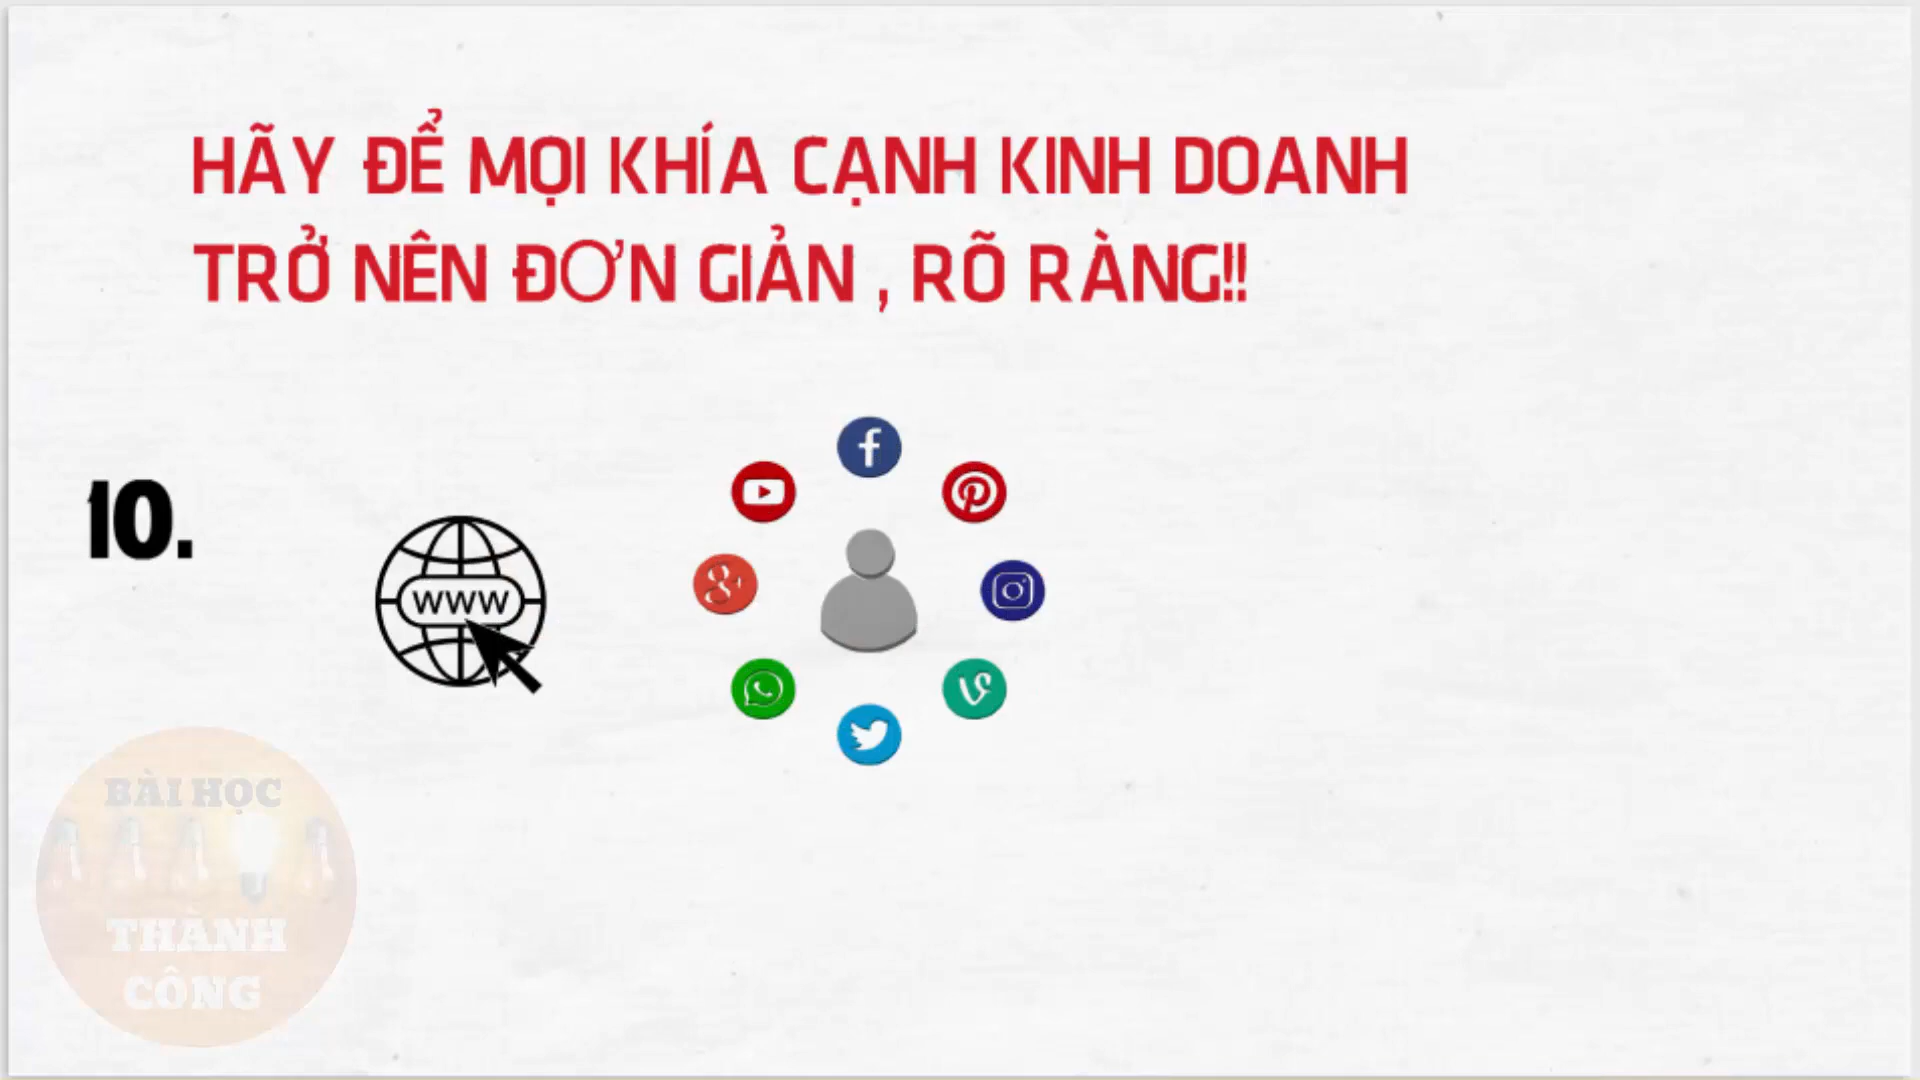 HÃY ĐỂ MỌI KHÍA CẠNH KINH DOANH
TRỞ NÊN ĐƠN GIẢN , RÕ RÀNG!!
10.
WWW
BÀI HỌC
THÀNH
CÔNG